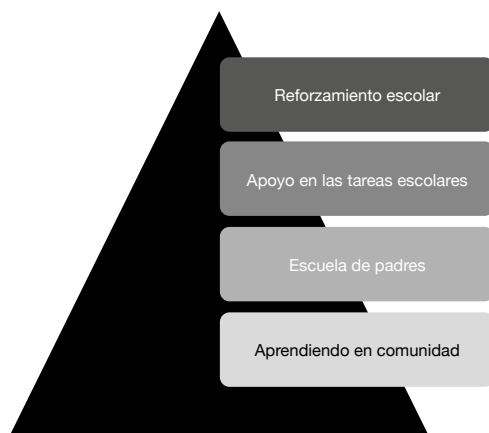 Reforzamiento escolar
Apoyo en las tareas escolares
Escuela de padres
Aprendiendo en comunidad